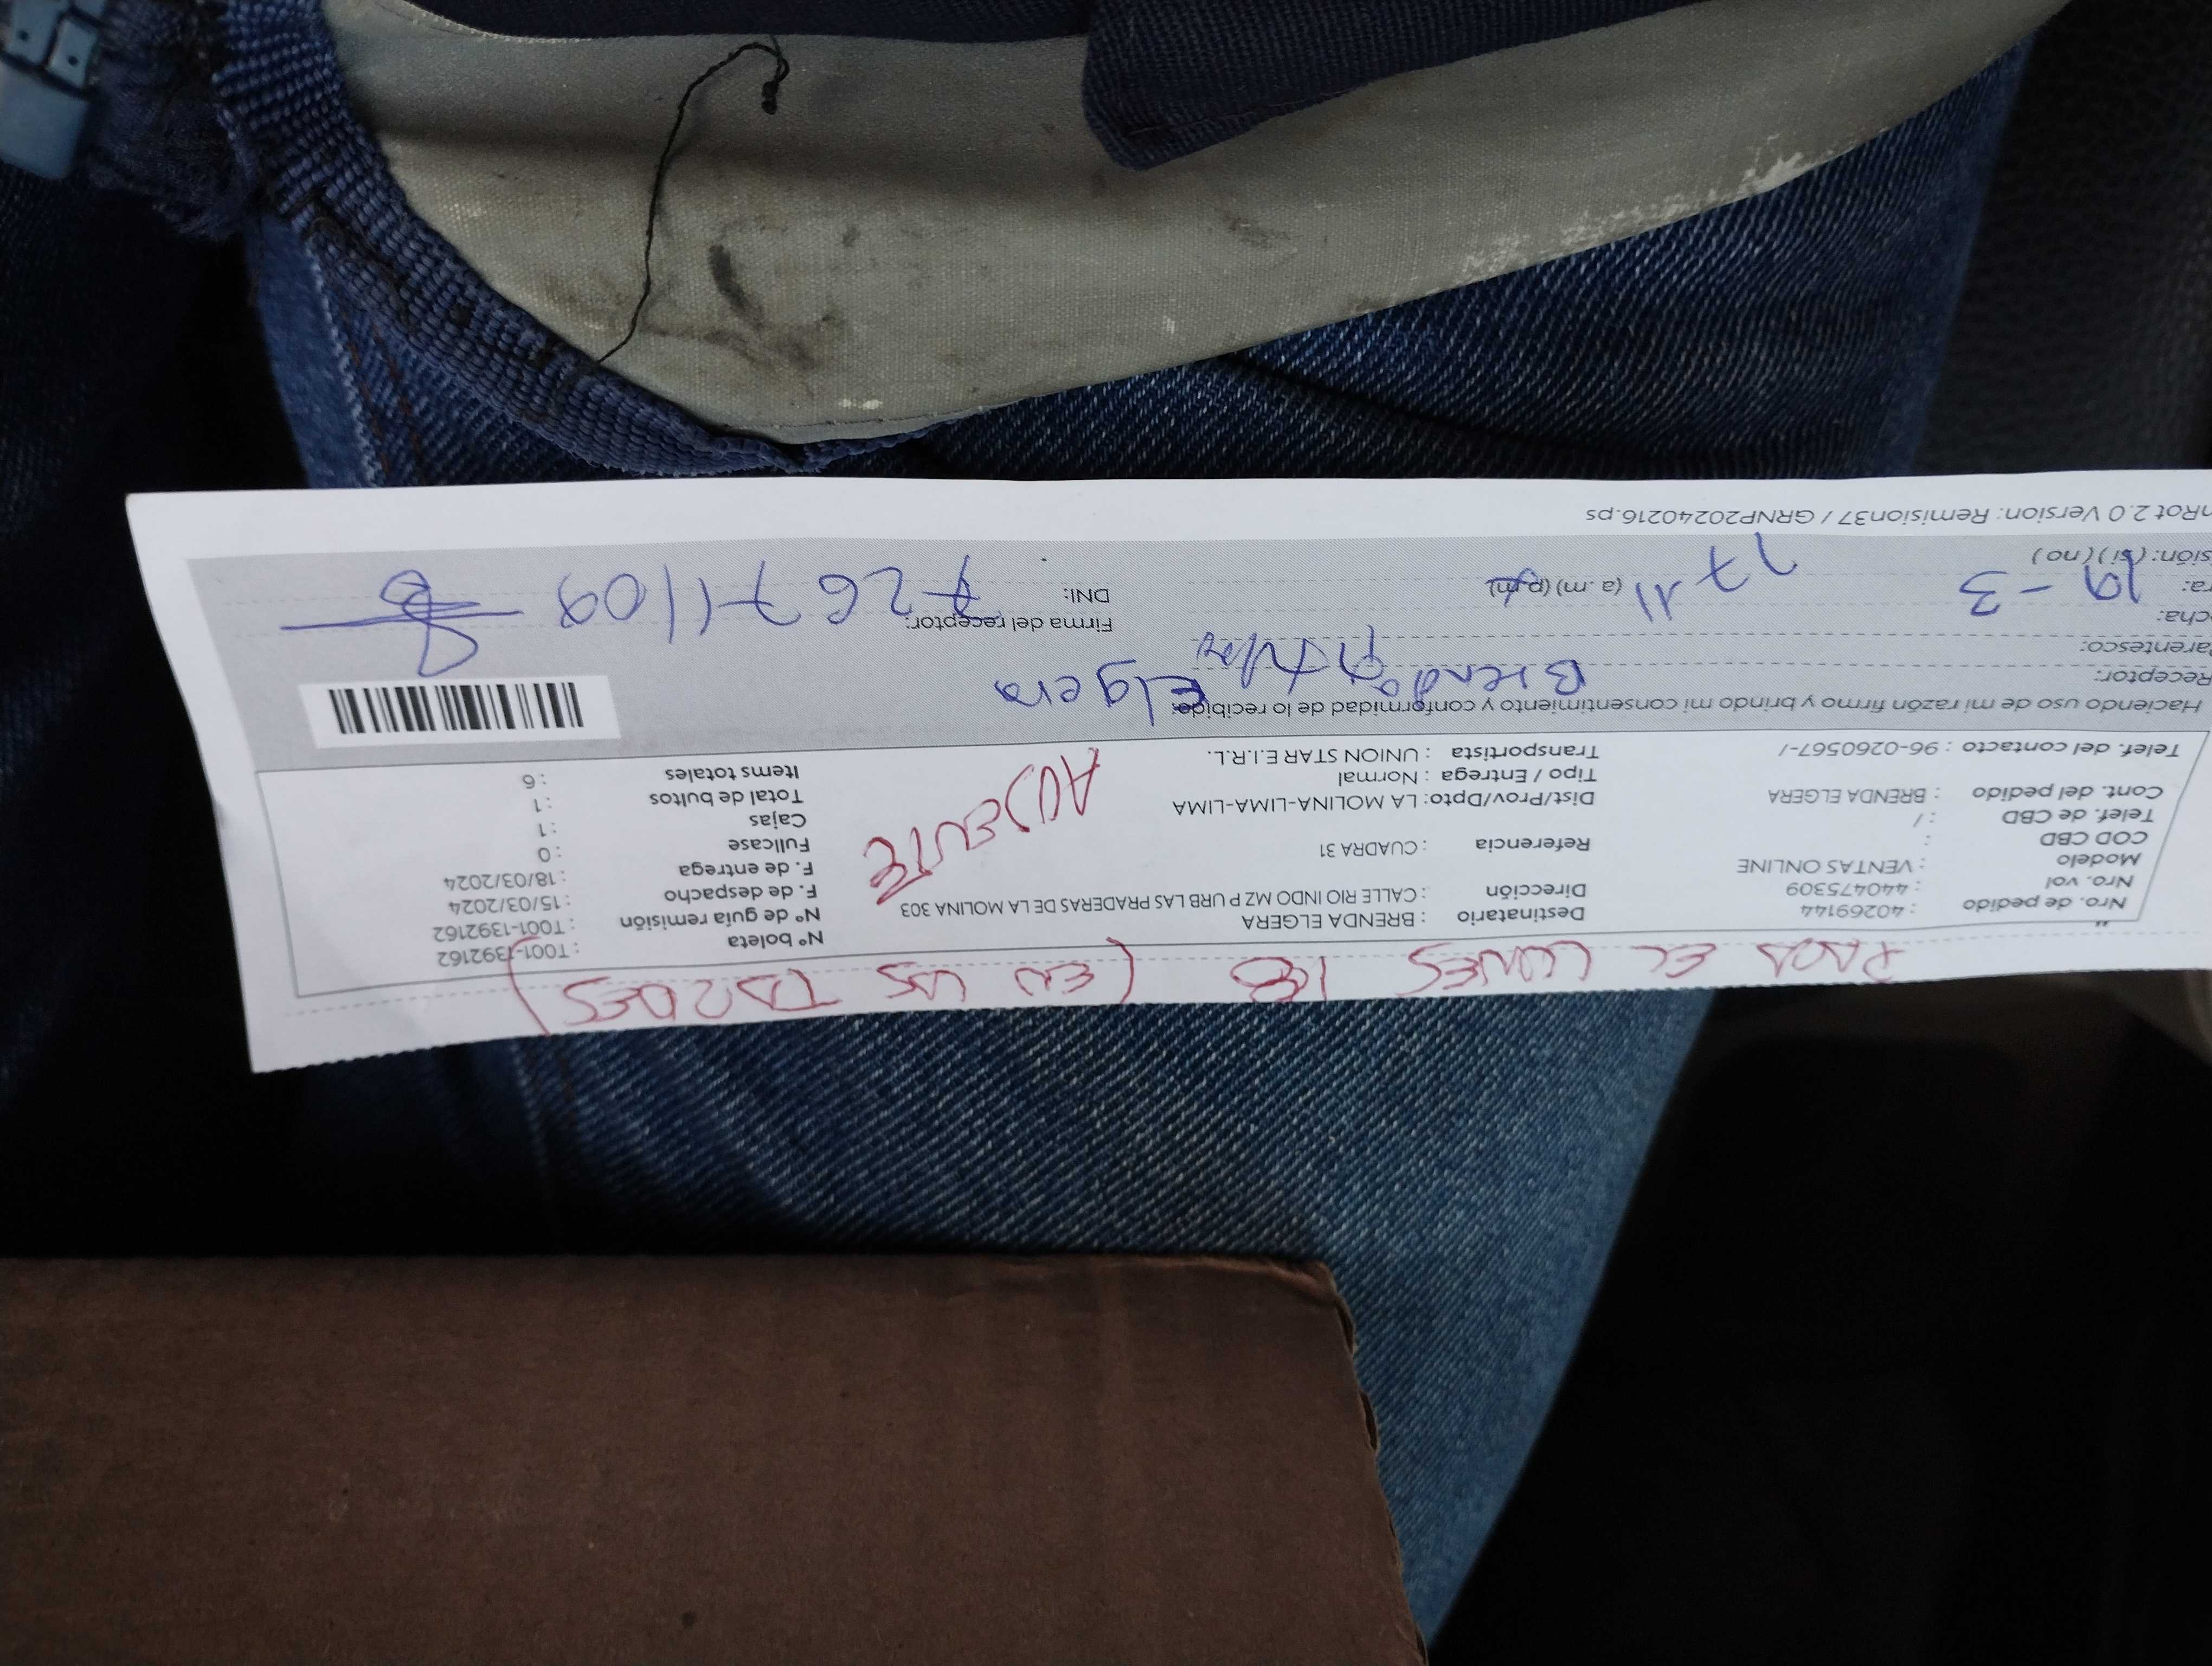 PARA EL LUNES 18 (EN LAS TARDES)
Nro. de pedido : 40269144
Nro. vol : 440475309
Modelo : VENTAS ONLINE
COD CBD :
Telef. de CBD : /
Cont. del pedido : BRENDA ELGERA
Telef. del contacto : 96-0260567-/
Destinatario : BRENDA ELGERA
Dirección : CALLE RIO INDO MZ P URB LAS PRADERAS DE LA MOLINA 303
Referencia : CUADRA 31
Dist/Prov/Dpto: LA MOLINA-LIMA-LIMA
Tipo / Entrega : Normal
Transportista : UNION STAR E.I.R.L.
AUSENTE
Nº boleta : T001-1392162
Nº de guía remisión : T001-1392162
F. de despacho : 15/03/2024
F. de entrega : 18/03/2024
Fullcase : 0
Cajas : 1
Total de bultos : 1
Items totales : 6
Haciendo uso de mi razón firmo y brindo mi consentimiento y conformidad de lo recibido:
Receptor: Brenda Elgera
Parentesco:
cha: 19-3
ra: 17 11 (a.m) (p.m)
sión: (si) (no)
Firma del receptor:
DNI: 72671109
nRot 2.0 Version: Remision37 / GRNP20240216.ps